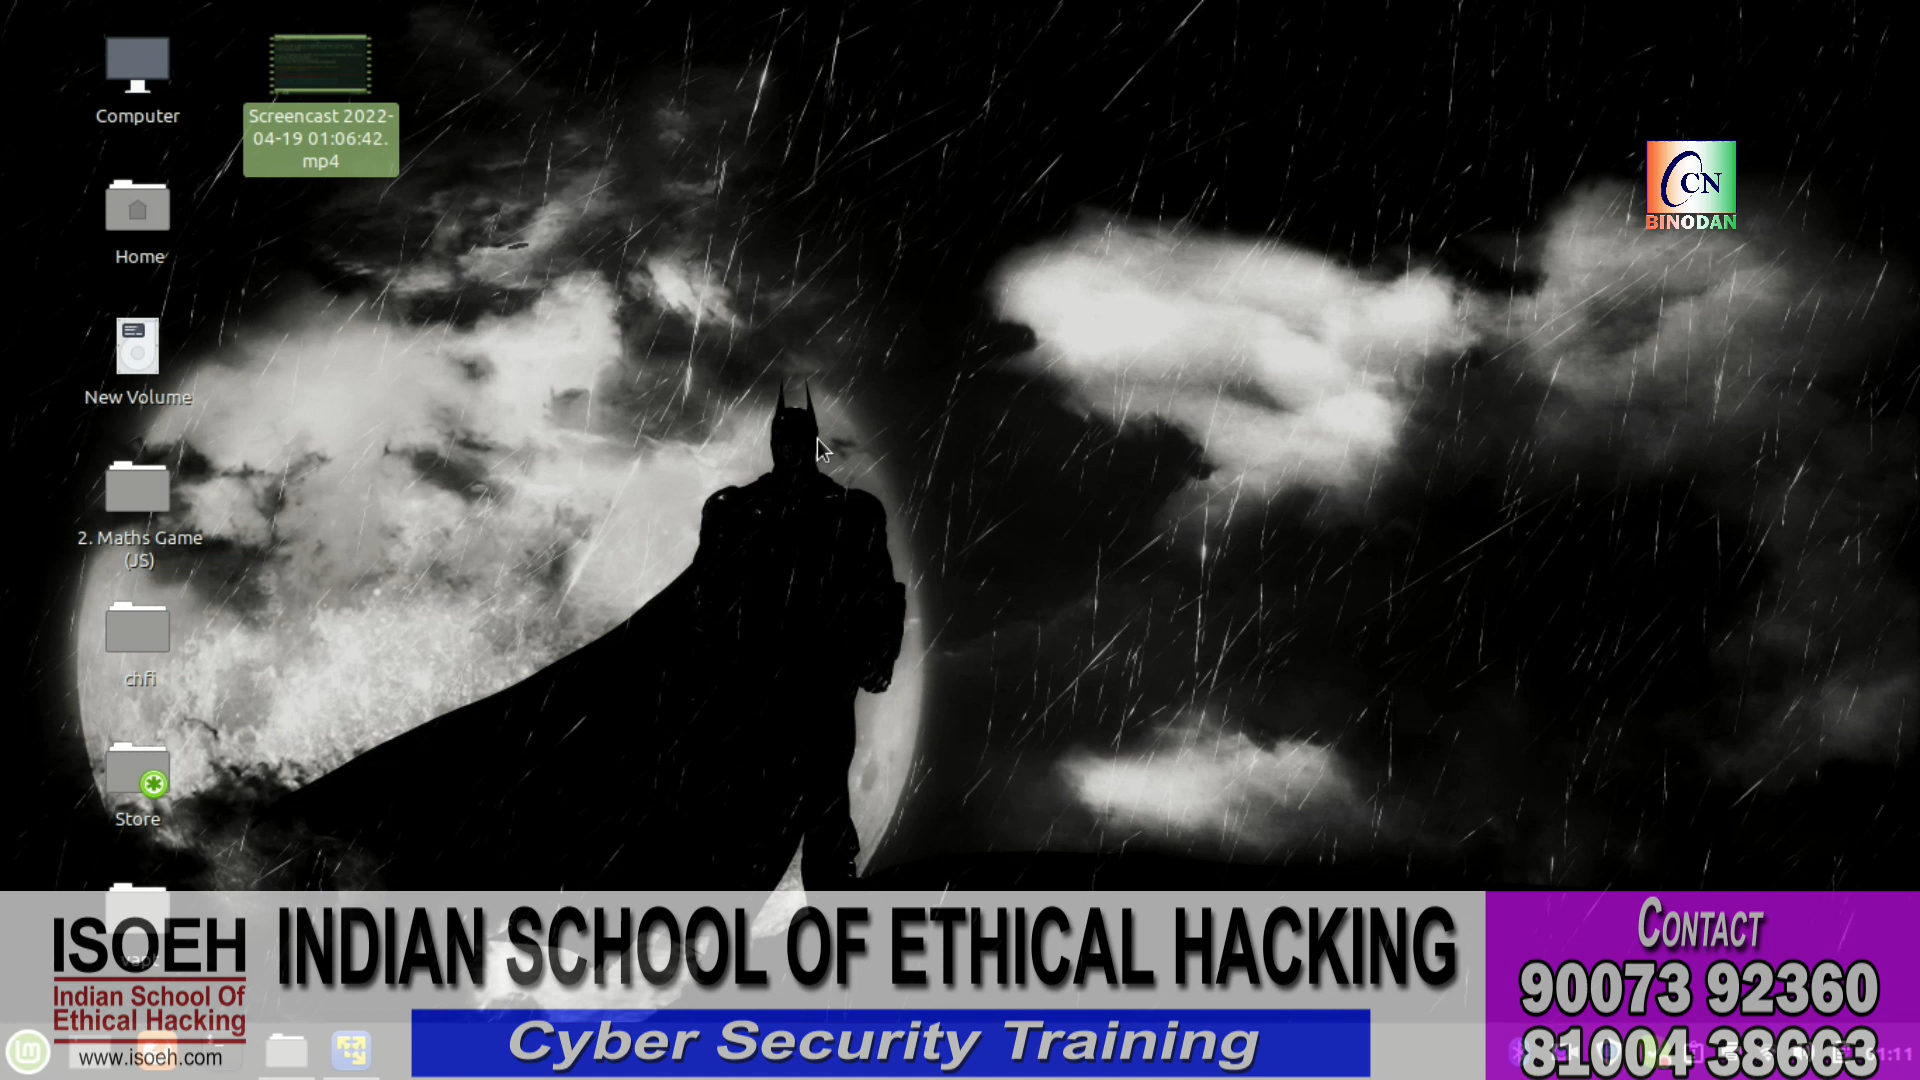 Computer
Screencast 2022-
04-19 01:06:42.
mp4
CCN
BINODAN
Home
New Volume
2. Maths Game
(JS)
chfi
Store
vapt
ISOEH
Indian School Of
Ethical Hacking
www.isoeh.com
INDIAN SCHOOL OF ETHICAL HACKING
Cyber Security Training
CONTACT
90073 92360
81004 38663